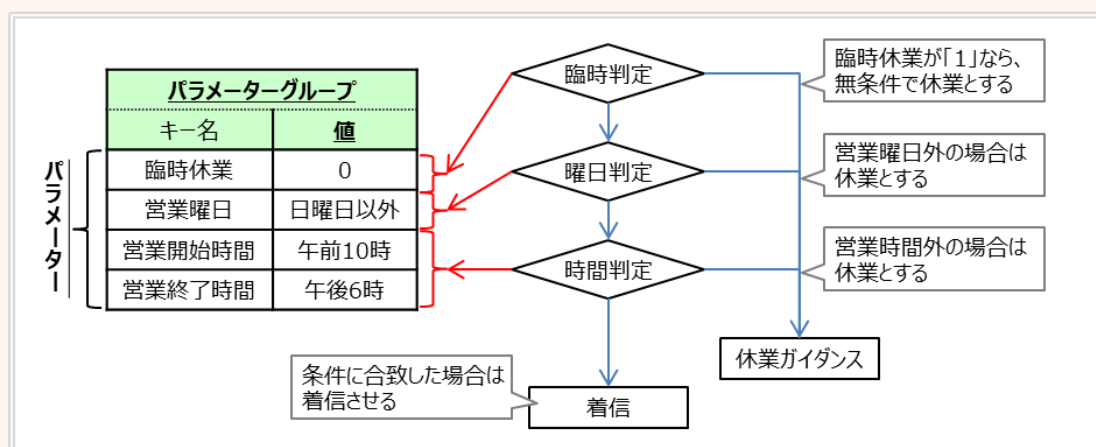 パラメーターグループ
キー名 値
臨時休業 0
営業曜日 日曜日以外
営業開始時間 午前10時
営業終了時間 午後6時
パラメーター
臨時判定
曜日判定
時間判定
臨時休業が「1」なら、
無条件で休業とする
営業曜日外の場合は
休業とする
営業時間外の場合は
休業とする
休業ガイダンス
条件に合致した場合は
着信させる
着信